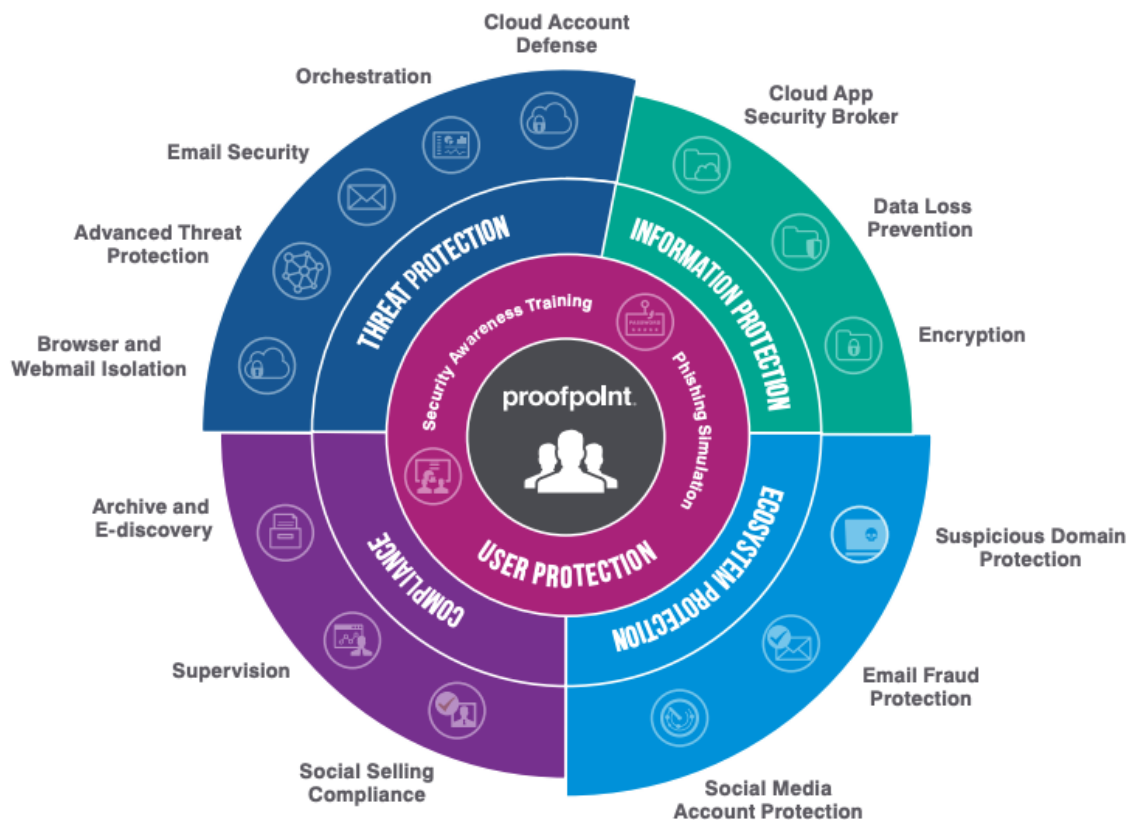 Cloud Account
Defense
Orchestration
Cloud App
Security Broker
Email Security
Data Loss
Prevention
Advanced Threat
Protection
THREAT PROTECTION
INFORMATION PROTECTION
Security Awareness Training
PASSWORD
Phishing Simulation
Encryption
Browser and
Webmail Isolation
proofpoint.
Archive and
E-discovery
Suspicious Domain
Protection
USER PROTECTION
COMPLIANCE
ECOSYSTEM PROTECTION
Supervision
Email Fraud
Protection
Social Selling
Compliance
Social Media
Account Protection